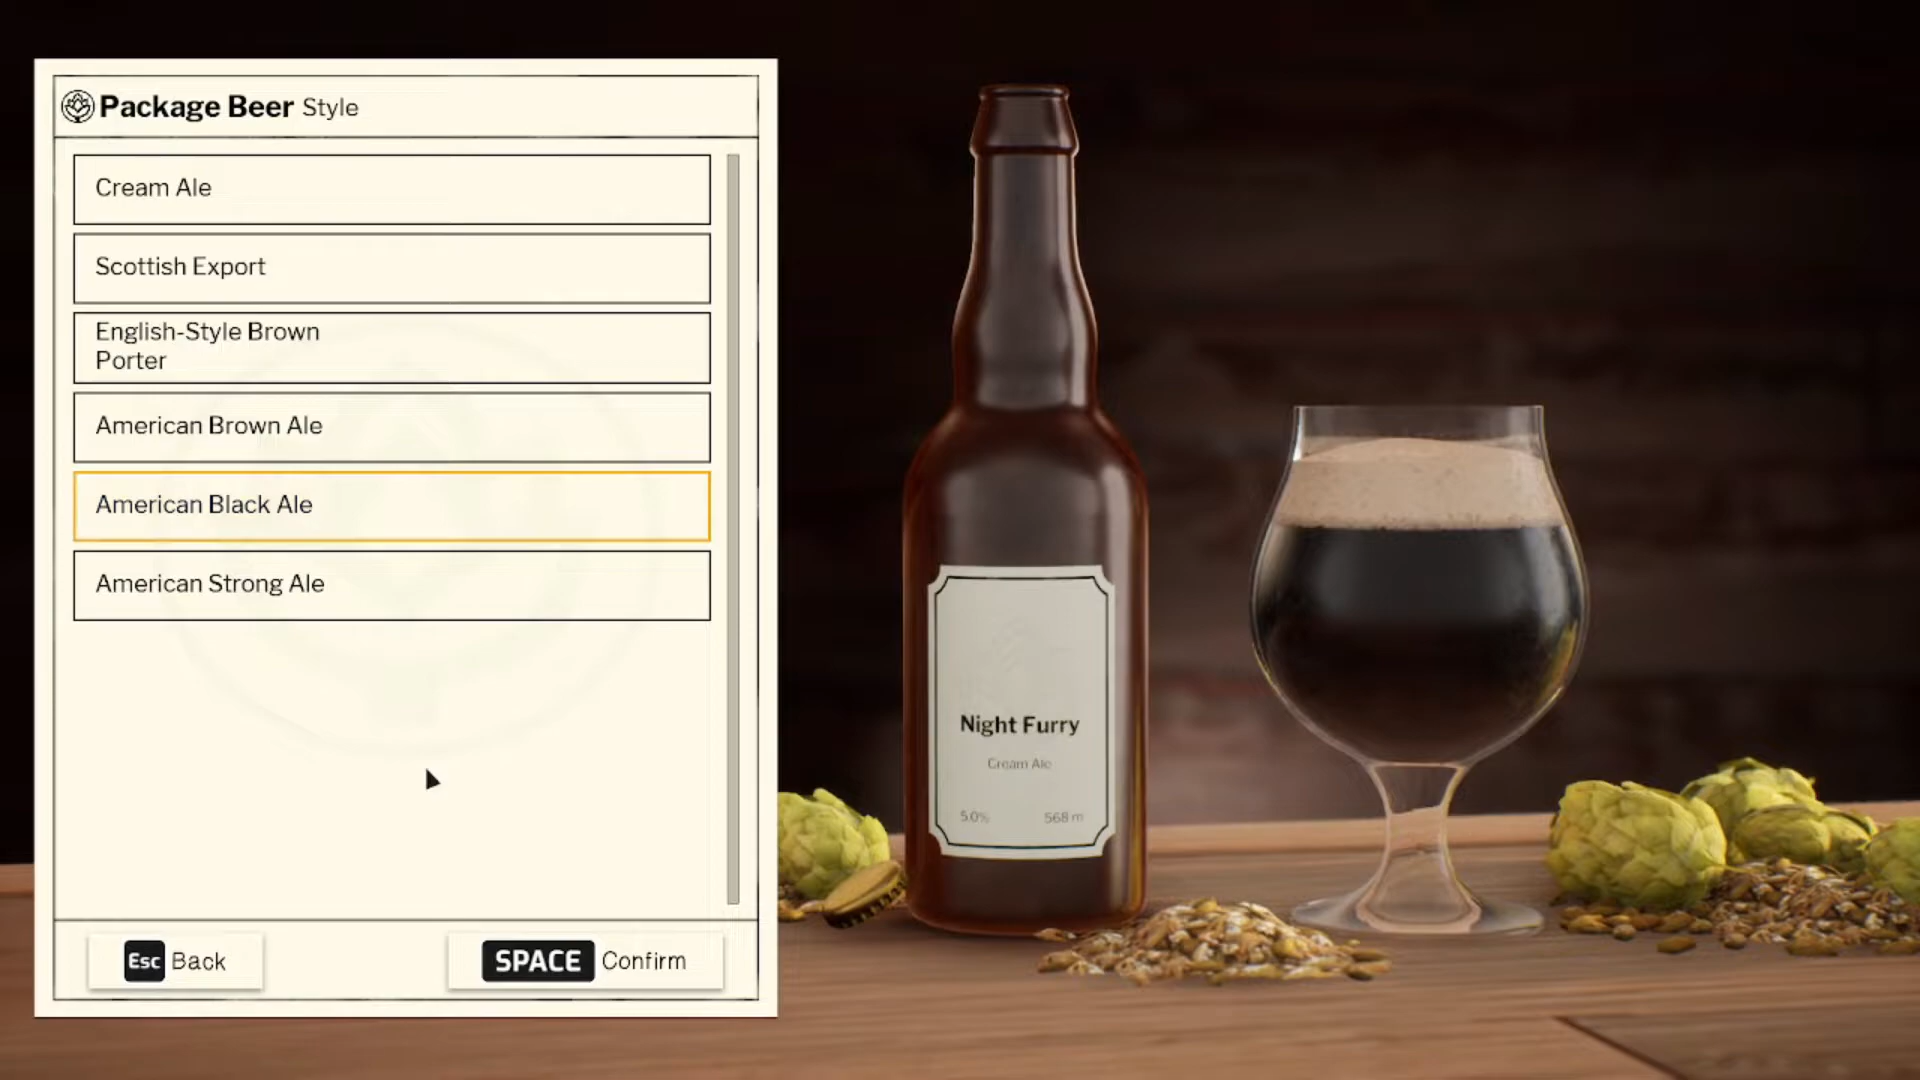 Package Beer Style
Cream Ale
Scottish Export
English-Style Brown
Porter
American Brown Ale
American Black Ale
American Strong Ale
Esc Back
SPACE Confirm
Night Furry
Cream Ale
5.0% 568 m